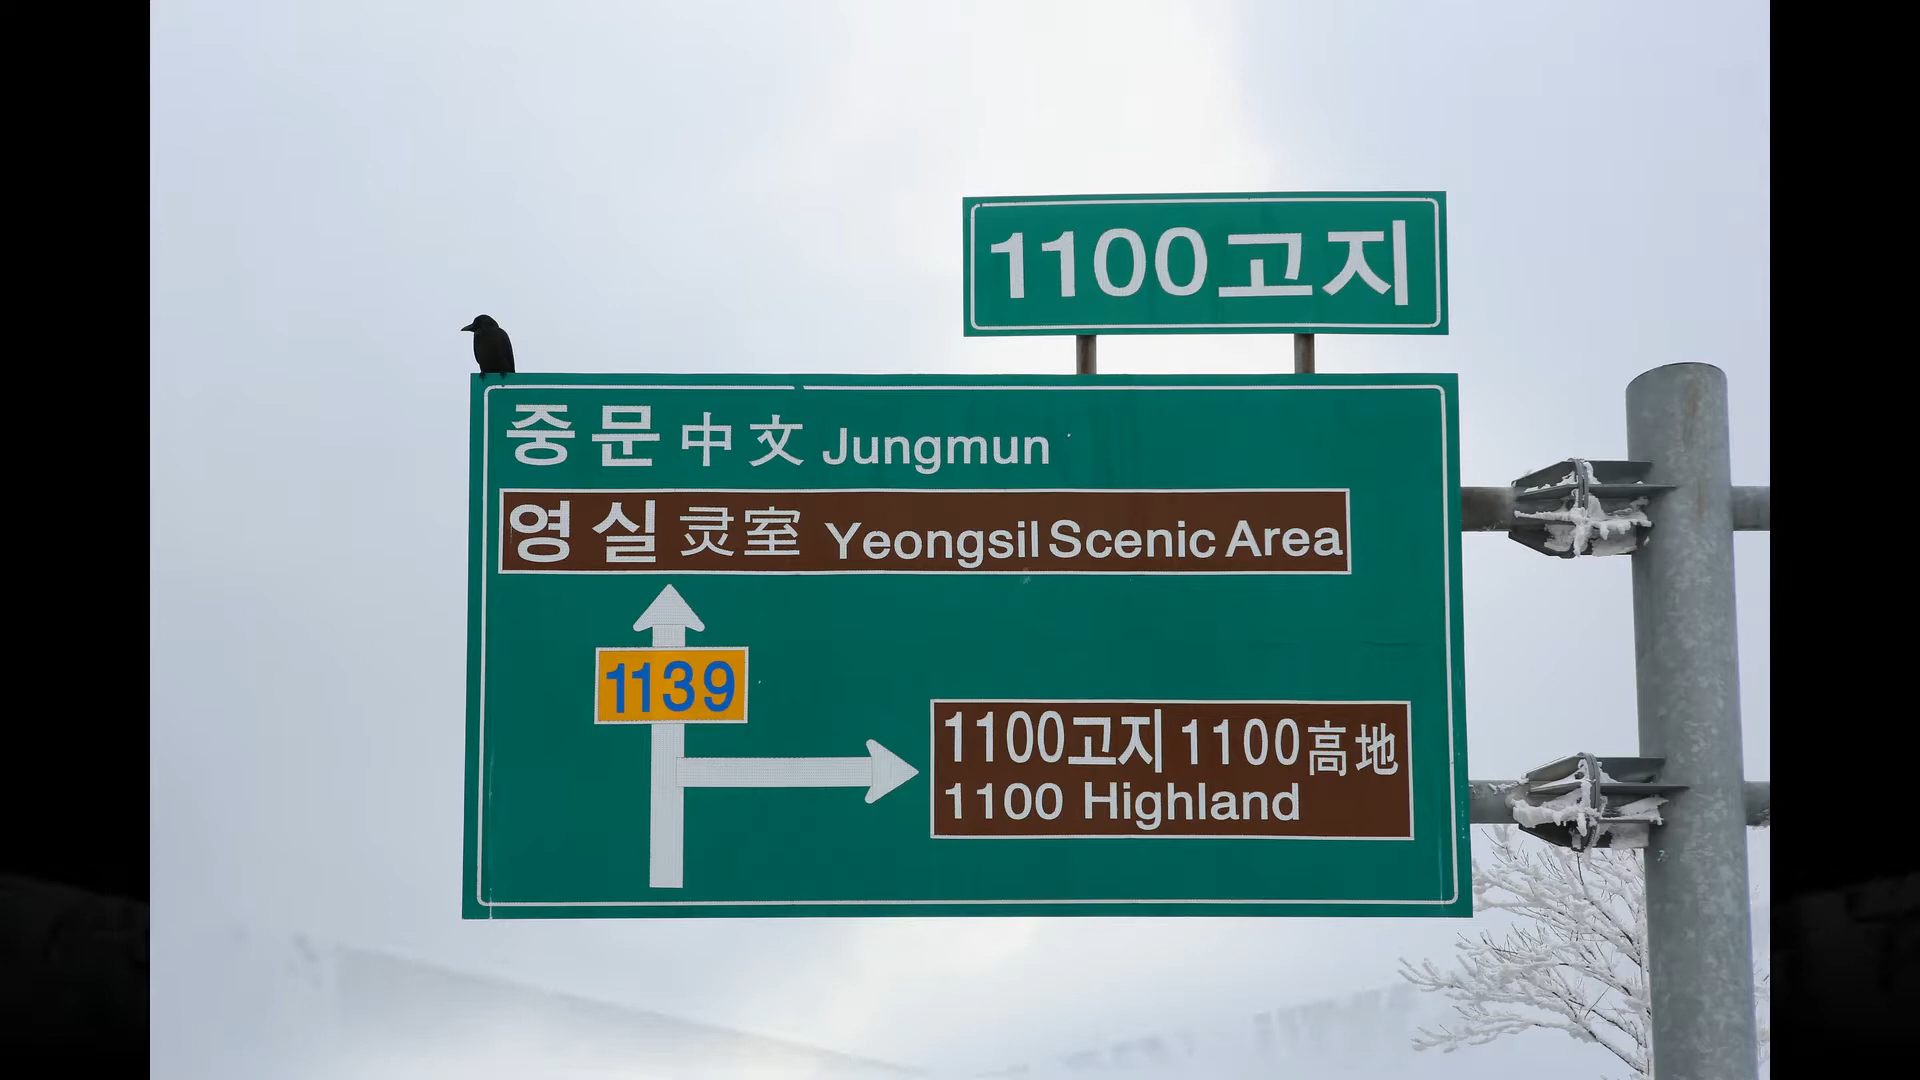 1100고지
중문 中文 Jungmun
영실 灵室 Yeongsil Scenic Area
1139
1100고지 1100高地
1100 Highland